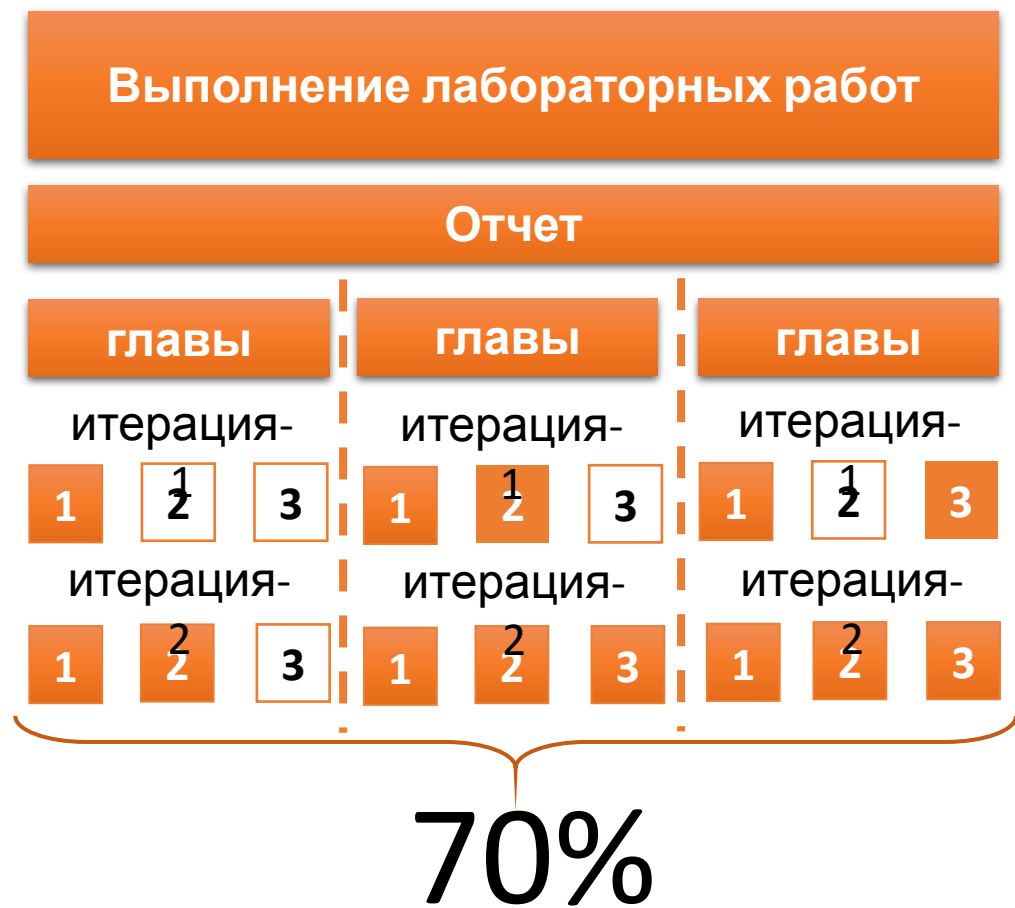 Выполнение лабораторных работ
Отчет
главы главы главы
итерация- итерация- итерация-
1 1 1
1 2 3 1 2 3 1 2 3
итерация- итерация- итерация-
2 2 2
1 2 3 1 2 3 1 2 3
70%